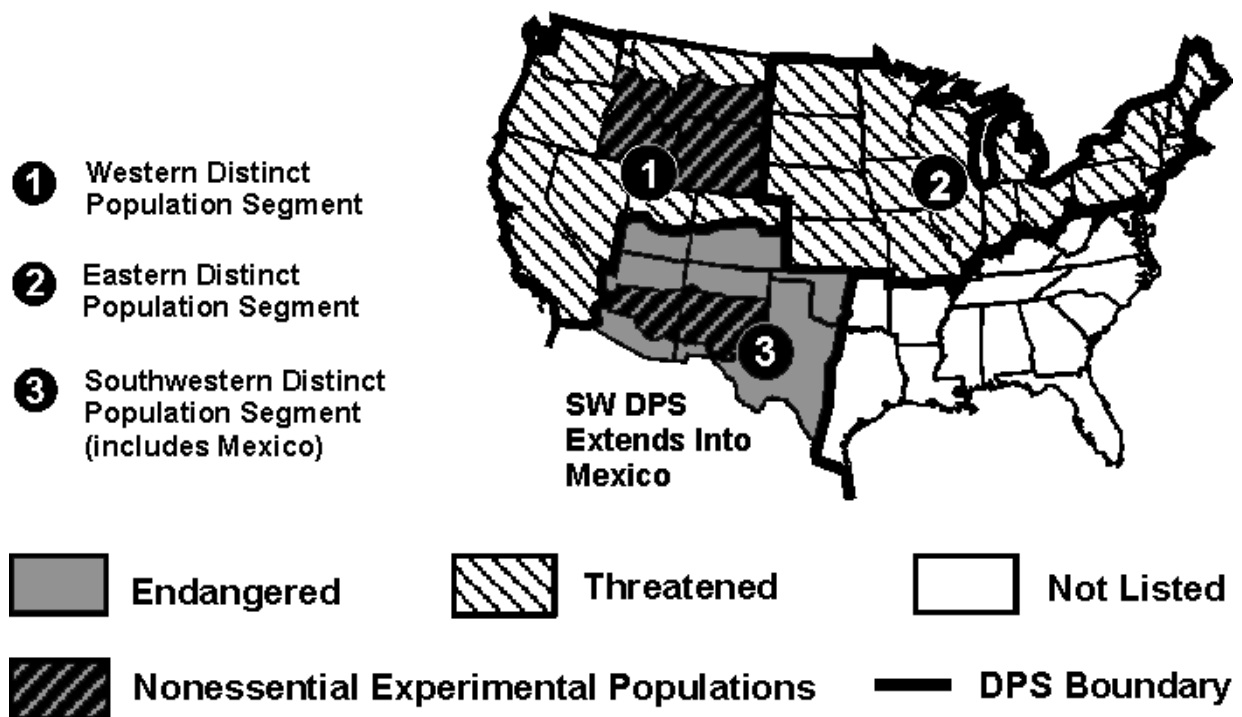 1 Western Distinct
Population Segment
2 Eastern Distinct
Population Segment
3 Southwestern Distinct
Population Segment
(includes Mexico)
1
2
3
SW DPS
Extends Into
Mexico
Endangered
Threatened
Not Listed
Nonessential Experimental Populations
DPS Boundary